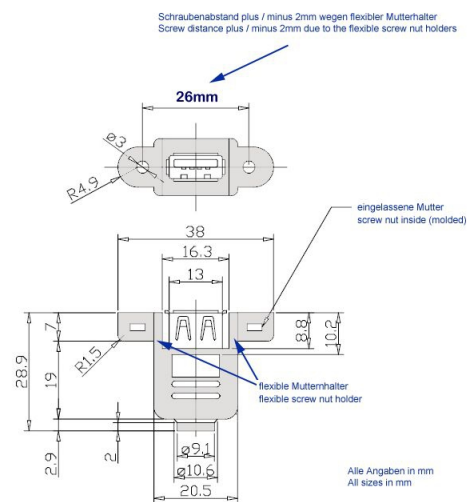 Schraubenabstand plus / minus 2mm wegen flexibler Mutterhalter
Screw distance plus / minus 2mm due to the flexible screw nut holders
26mm
ø3
R4.9
eingelassene Mutter
screw nut inside (molded)
38
16.3
13
7
8.8
10.2
R1.5
28.9
19
flexible Mutternhalter
flexible screw nut holder
2.9
2
ø9.1
ø10.6
20.5
Alle Angaben in mm
All sizes in mm